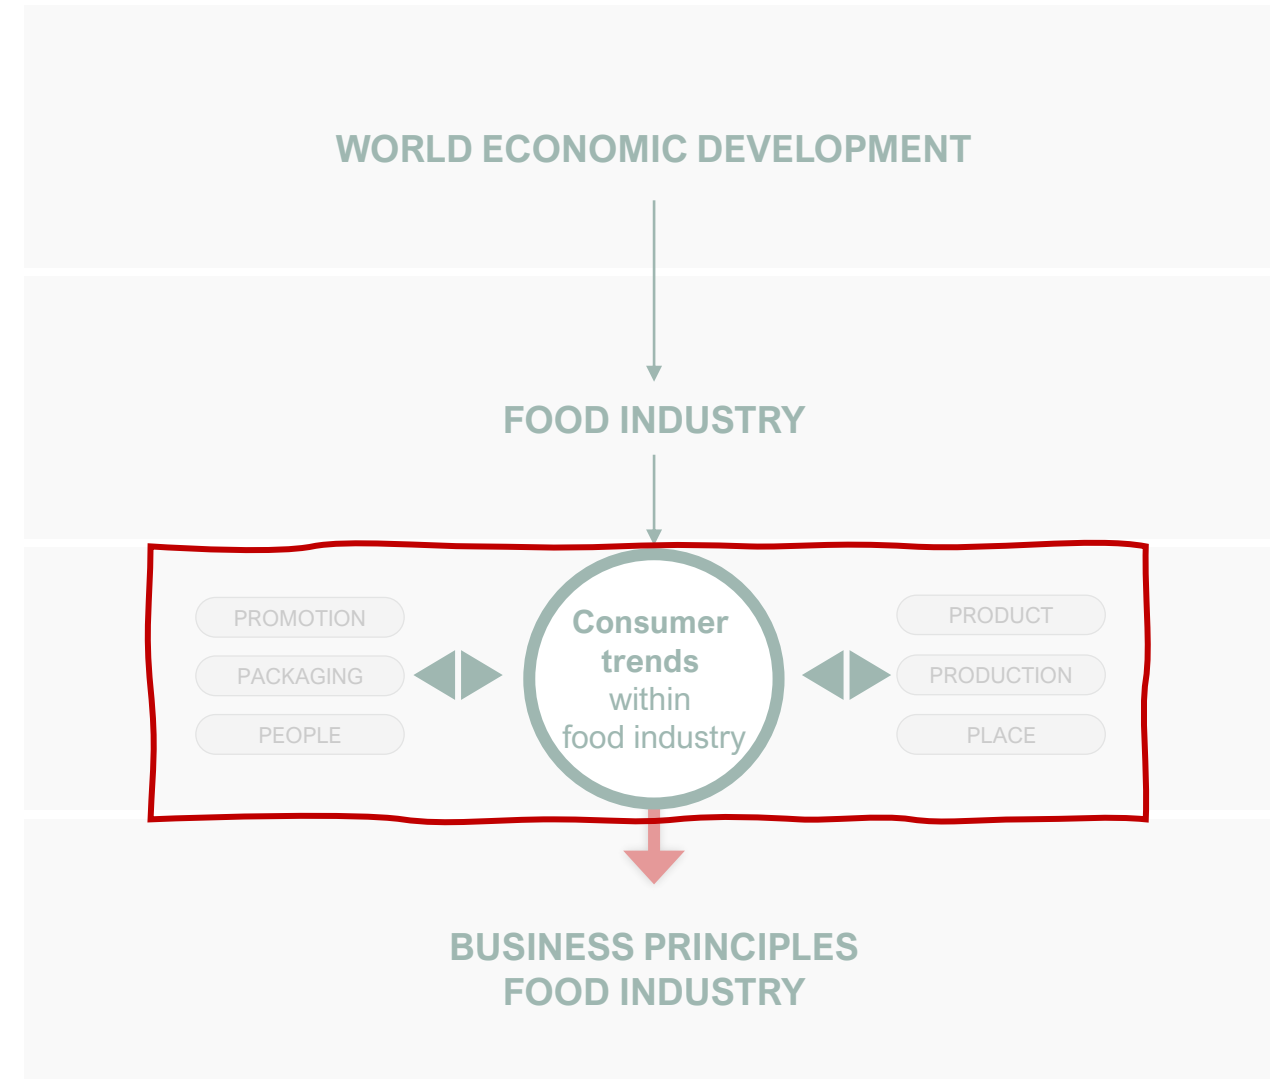 WORLD ECONOMIC DEVELOPMENT
FOOD INDUSTRY
PROMOTION
PACKAGING
PEOPLE
Consumer
trends
within
food industry
PRODUCT
PRODUCTION
PLACE
BUSINESS PRINCIPLES
FOOD INDUSTRY